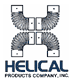 HELICAL
PRODUCTS COMPANY, INC.